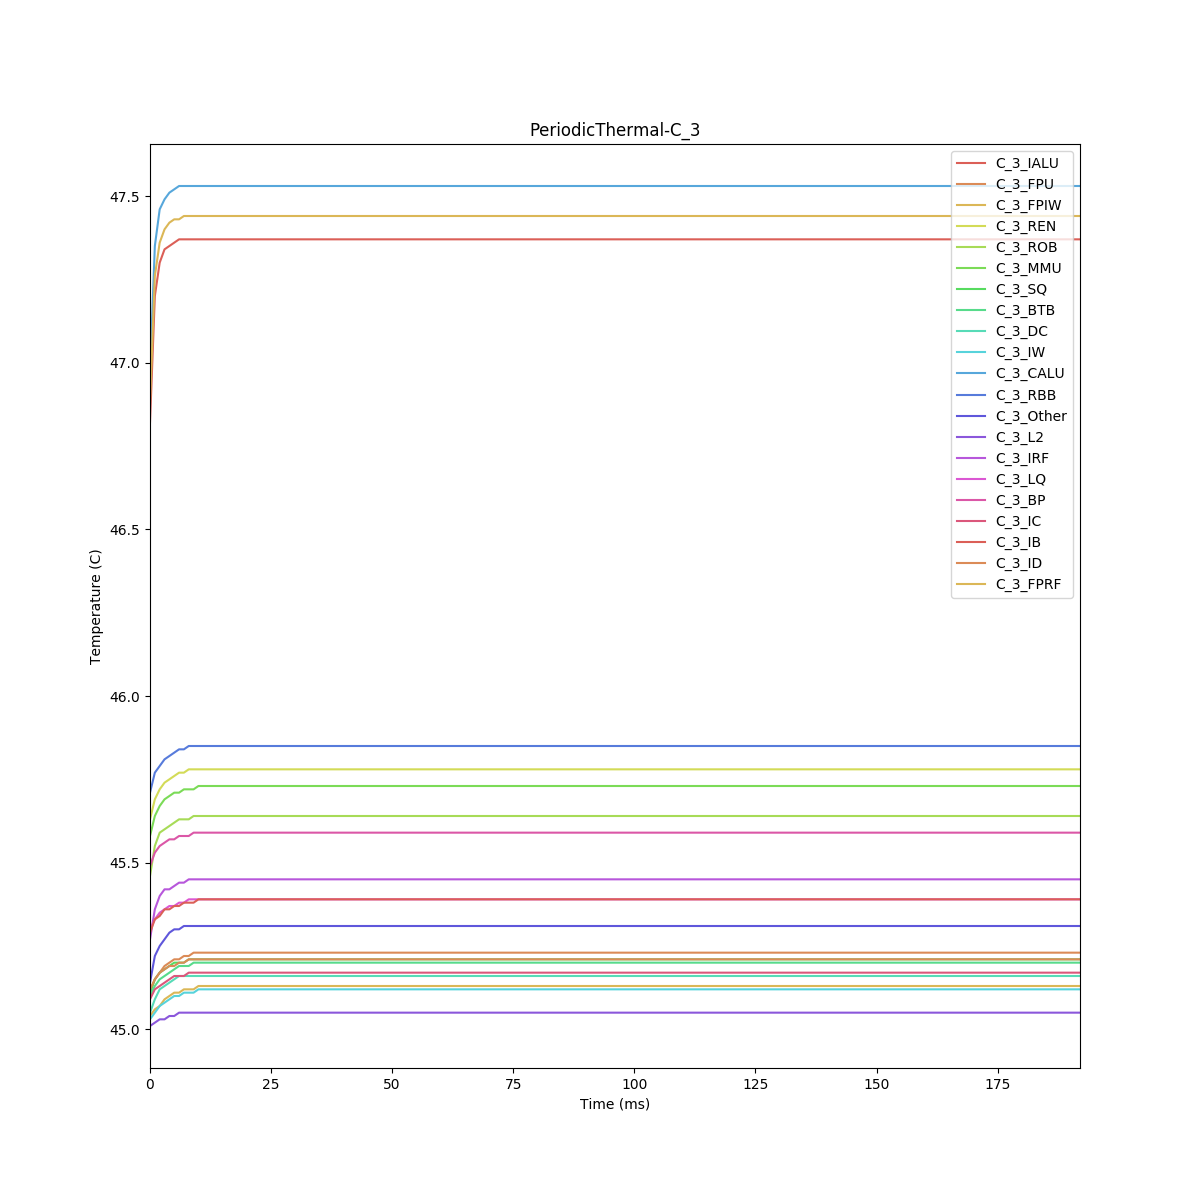 PeriodicThermal-C_3
47.5
47.0
46.5
46.0
45.5
45.0
Temperature (C)
0
25
50
75
100
125
150
175
Time (ms)
C_3_IALU
C_3_FPU
C_3_FPIW
C_3_REN
C_3_ROB
C_3_MMU
C_3_SQ
C_3_BTB
C_3_DC
C_3_IW
C_3_CALU
C_3_RBB
C_3_Other
C_3_L2
C_3_IRF
C_3_LQ
C_3_BP
C_3_IC
C_3_IB
C_3_ID
C_3_FPRF